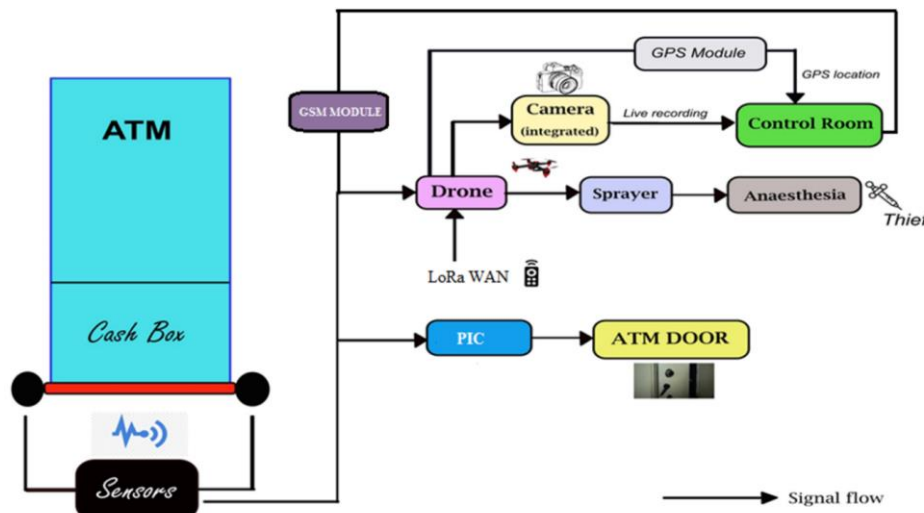 GPS Module
GPS location
ATM
GSM MODULE
Camera
(integrated)
Live recording
Control Room
Drone
Sprayer
Anaesthesia
Thief
LoRa WAN
Cash Box
PIC
ATM DOOR
Sensors
Signal flow